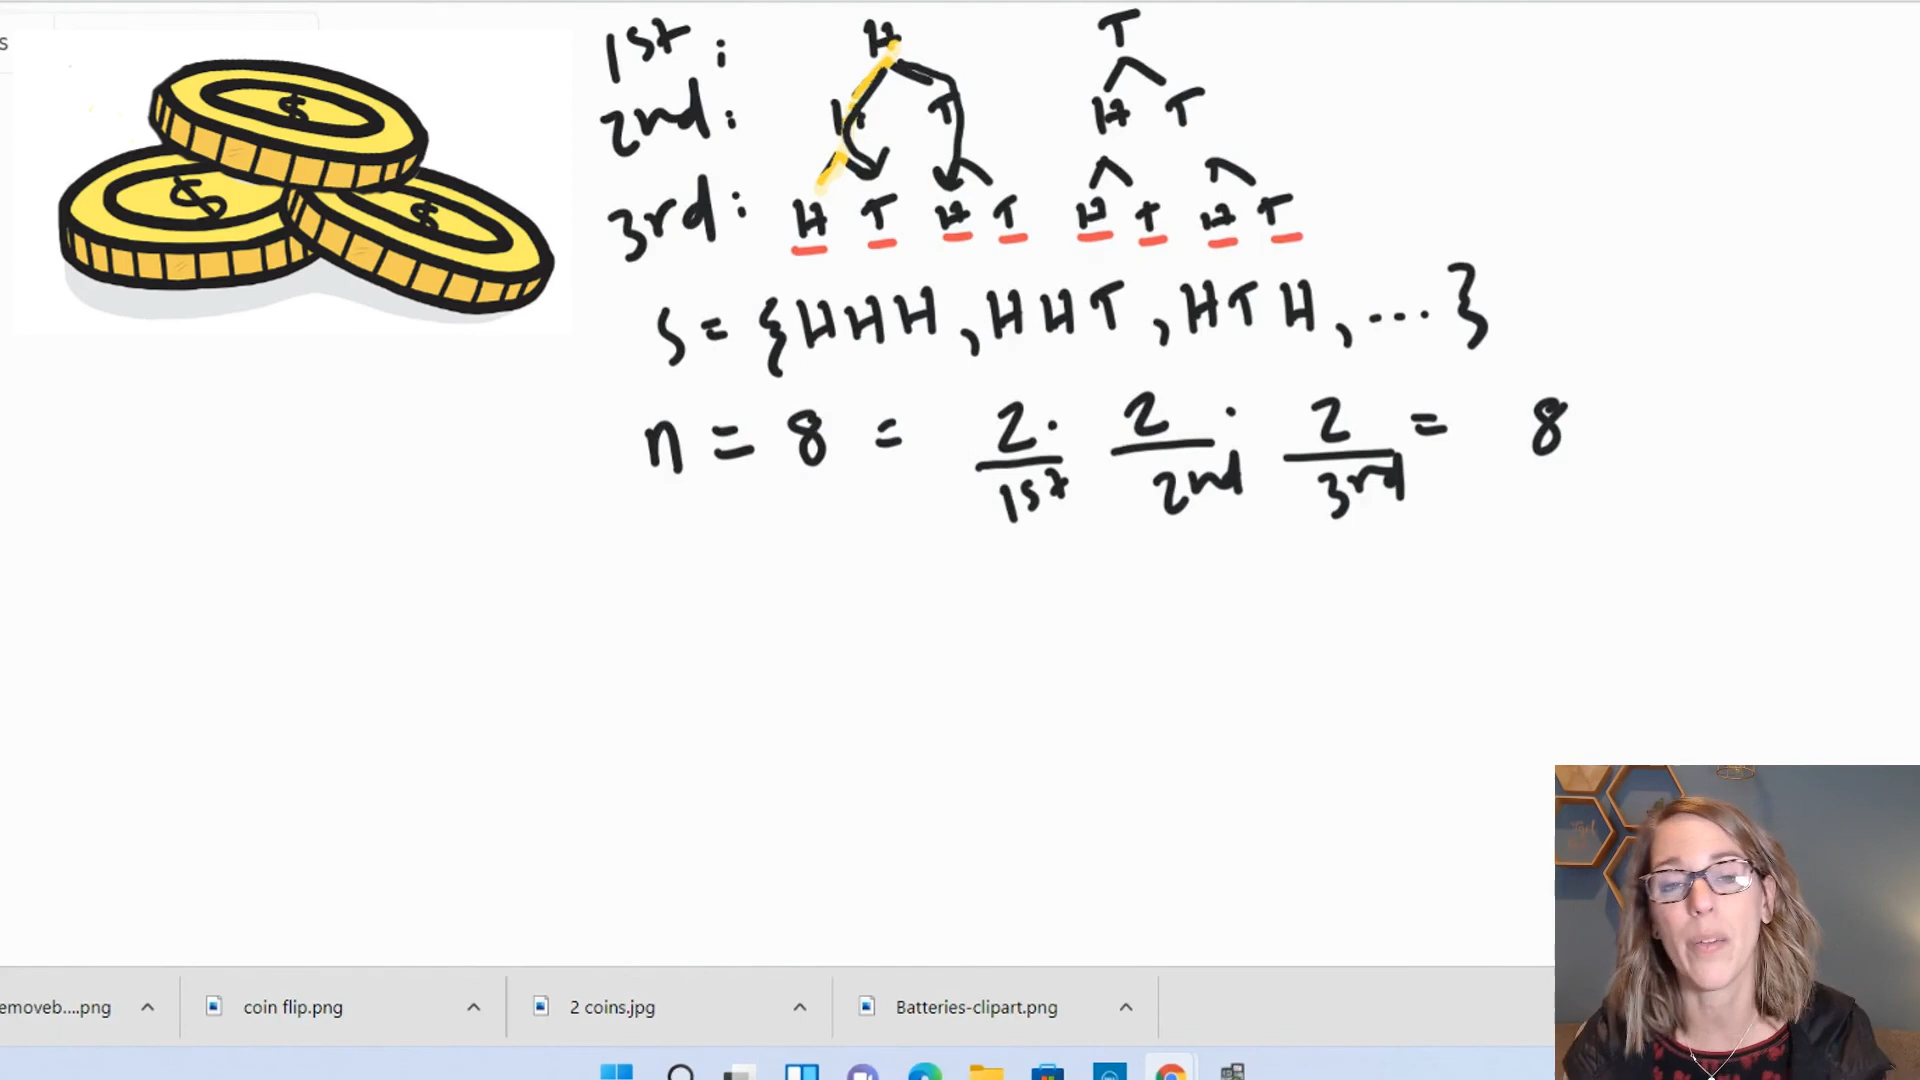 s
1st: H T
2nd: H T H T
3rd: H T H T H T H T
S = {HHH, HHT, HTH, ...}
n = 8 = 2 · 2 · 2 = 8
1st 2nd 3rd
$ $ $
emoveb....png coin flip.png 2 coins.jpg Batteries-clipart.png